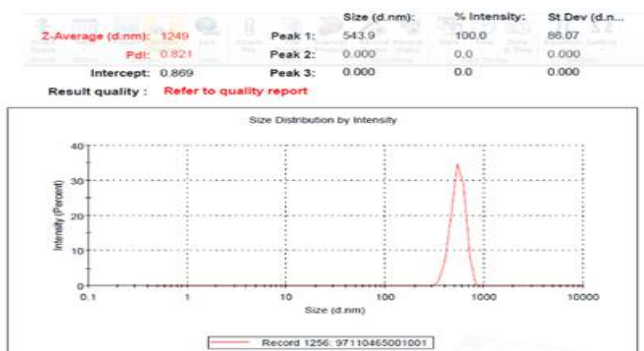 Size (d.nm): % Intensity: St Dev (d.n...
Z-Average (d.nm): 1249 Peak 1: 543.9 100.0 66.07
PdI: 0.821 Peak 2: 0.000 0.0 0.000
Intercept: 0.869 Peak 3: 0.000 0.0 0.000
Result quality : Refer to quality report
Size Distribution by Intensity
Intensity (Percent)
40
30
20
10
0
0.1 1 10 100 1000 10000
Size (d.nm)
Record 1256: 97110465001001